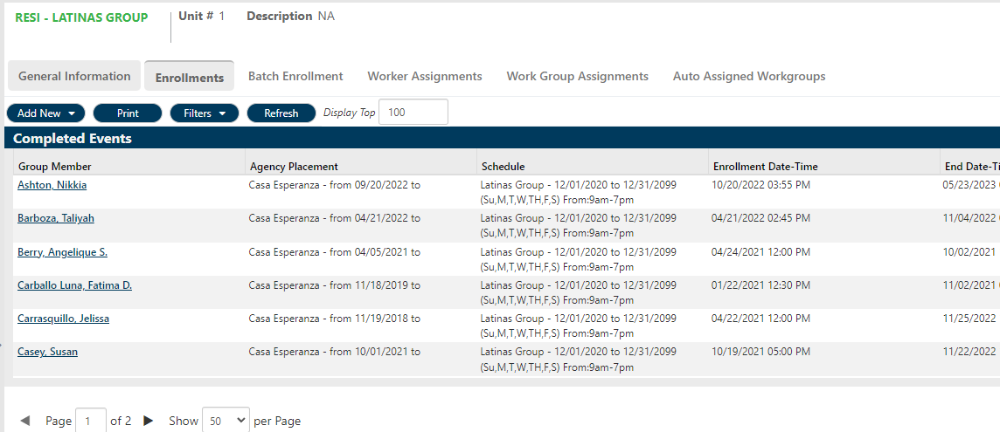 RESI - LATINAS GROUP Unit # 1 Description NA
General Information Enrollments Batch Enrollment Worker Assignments Work Group Assignments Auto Assigned Workgroups
Add New Print Filters Refresh Display Top 100
Completed Events
Group Member Agency Placement Schedule Enrollment Date-Time End Date-Ti
Ashton, Nikkia Casa Esperanza - from 09/20/2022 to Latinas Group - 12/01/2020 to 12/31/2099 10/20/2022 03:55 PM 05/23/2023
(Su,M,T,W,TH,F,S) From:9am-7pm
Barboza, Taliyah Casa Esperanza - from 04/21/2022 to Latinas Group - 12/01/2020 to 12/31/2099 04/21/2022 02:45 PM 11/04/2022
(Su,M,T,W,TH,F,S) From:9am-7pm
Berry, Angelique S. Casa Esperanza - from 04/05/2021 to Latinas Group - 12/01/2020 to 12/31/2099 04/24/2021 12:00 PM 10/02/2021
(Su,M,T,W,TH,F,S) From:9am-7pm
Carballo Luna, Fatima D. Casa Esperanza - from 11/18/2019 to Latinas Group - 12/01/2020 to 12/31/2099 01/22/2021 12:30 PM 11/02/2021
(Su,M,T,W,TH,F,S) From:9am-7pm
Carrasquillo, Jelissa Casa Esperanza - from 11/19/2018 to Latinas Group - 12/01/2020 to 12/31/2099 04/22/2021 12:00 PM 11/25/2022
(Su,M,T,W,TH,F,S) From:9am-7pm
Casey, Susan Casa Esperanza - from 10/01/2021 to Latinas Group - 12/01/2020 to 12/31/2099 10/19/2021 05:00 PM 11/22/2022
(Su,M,T,W,TH,F,S) From:9am-7pm
Page 1 of 2 Show 50 per Page